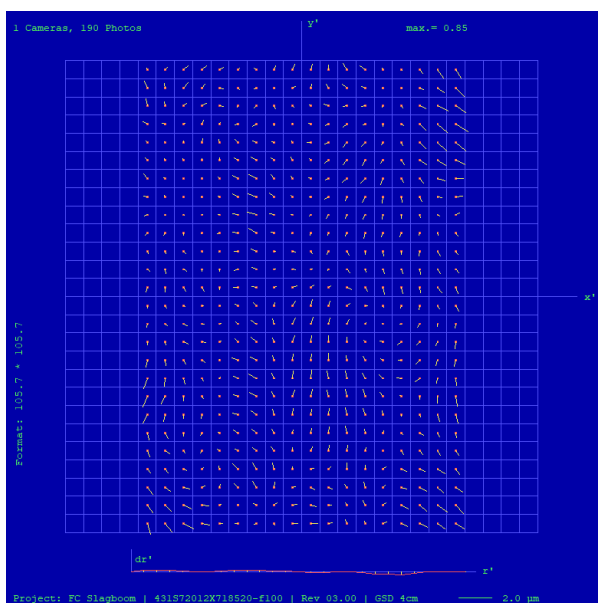 1 Cameras, 190 Photos
max.= 0.85
y'
x'
Format: 105.7 * 105.7
dr'
r'
Project: FC Slagboom | 431S72012X718520-f100 | Rev 03.00 | GSD 4cm
2.0 µm